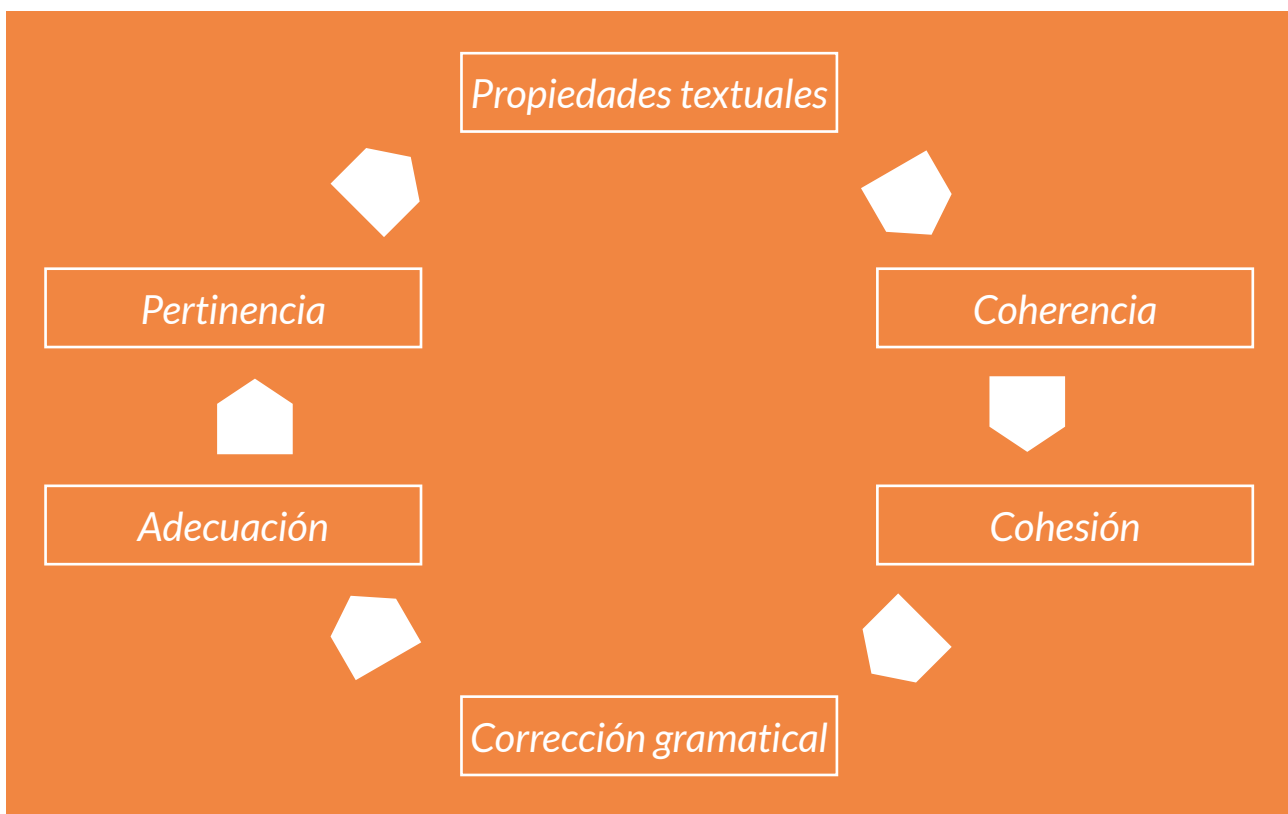 Propiedades textuales
Pertinencia
Coherencia
Adecuación
Cohesión
Corrección gramatical